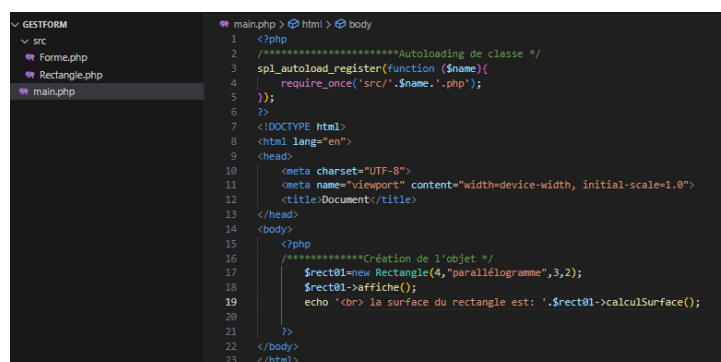 GESTFORM
src
Forme.php
Rectangle.php
main.php
main.php > html > body
1 <?php
2 /***********************Autoloading de classe */
3 spl_autoload_register(function ($name){
4     require_once('src/'.$name.'.php');
5 });
6 ?>
7 <!DOCTYPE html>
8 <html lang="en">
9 <head>
10     <meta charset="UTF-8">
11     <meta name="viewport" content="width=device-width, initial-scale=1.0">
12     <title>Document</title>
13 </head>
14 <body>
15     <?php
16     /*************Création de l'objet */
17         $rect01=new Rectangle(4,"parallélogramme",3,2);
18         $rect01->affiche();
19         echo '<br> la surface du rectangle est: '.$rect01->calculSurface();
20
21     ?>
22 </body>
23 </html>